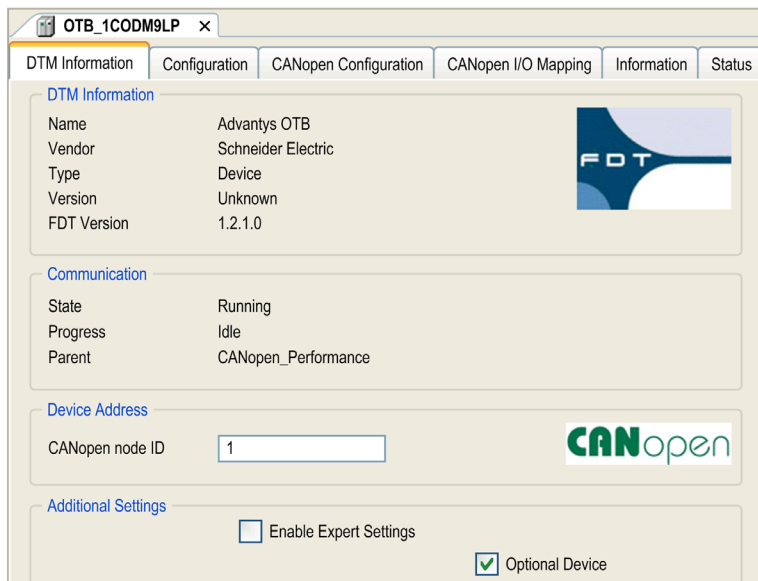 OTB_1CODM9LP
DTM Information Configuration CANopen Configuration CANopen I/O Mapping Information Status
DTM Information
Name Advantys OTB
Vendor Schneider Electric
Type Device
Version Unknown
FDT Version 1.2.1.0
FDT
Communication
State Running
Progress Idle
Parent CANopen_Performance
Device Address
CANopen node ID 1
CANopen
Additional Settings
Enable Expert Settings
Optional Device